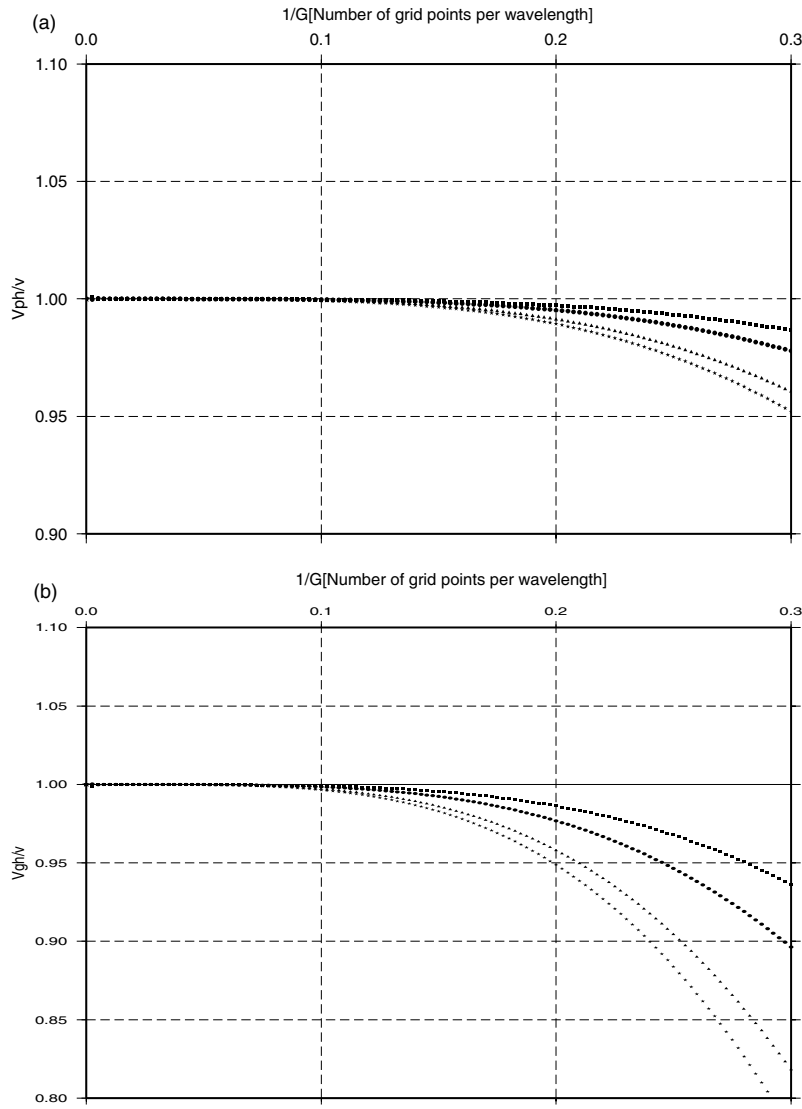 (a)
1/G[Number of grid points per wavelength]
0.0 0.1 0.2 0.3
1.10
1.05
1.00
0.95
0.90
Vph/v
(b)
1/G[Number of grid points per wavelength]
0.0 0.1 0.2 0.3
1.10
1.05
1.00
0.95
0.90
0.85
0.80
Vgh/v